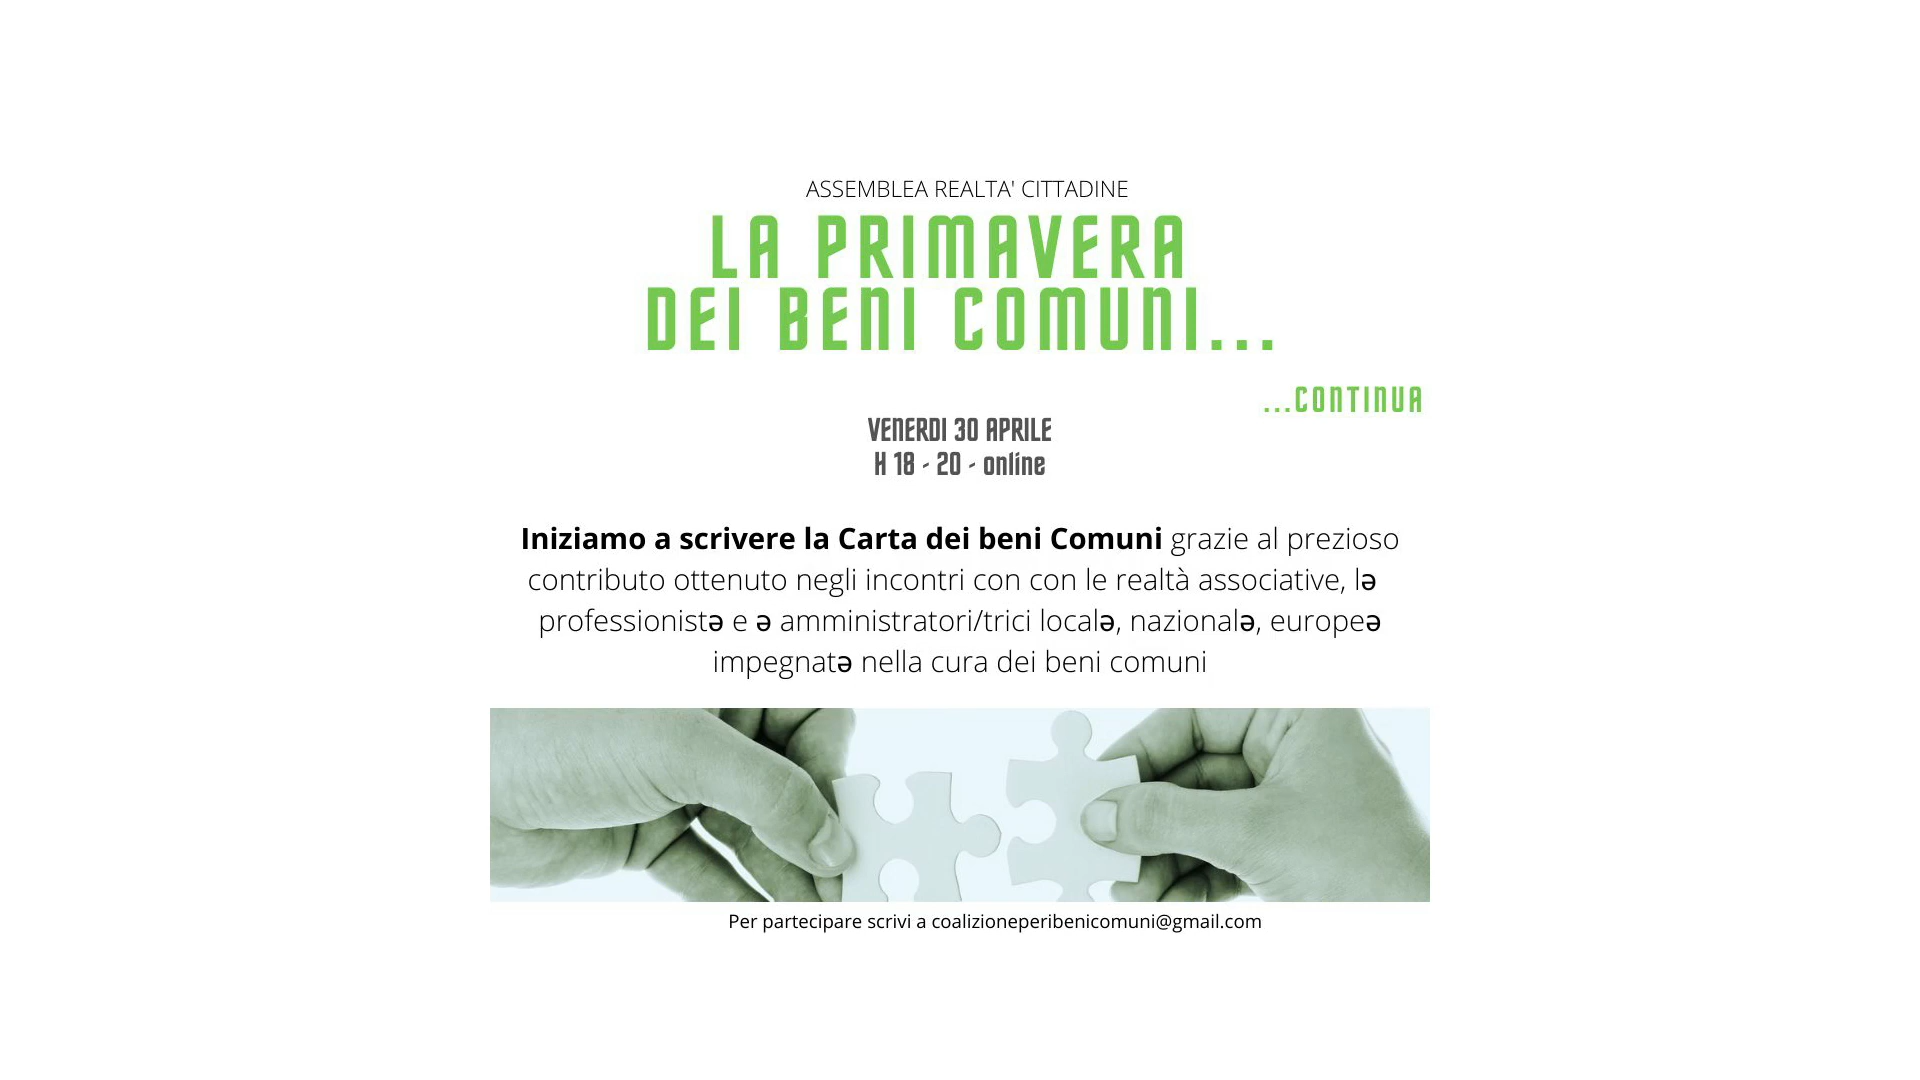 ASSEMBLEA REALTA' CITTADINE
LA PRIMAVERA
DEI BENI COMUNI...
...CONTINUA
VENERDI 30 APRILE
H 18 - 20 - online
Iniziamo a scrivere la Carta dei beni Comuni grazie al prezioso
contributo ottenuto negli incontri con con le realtà associative, lə
professionistə e ə amministratori/trici localə, nazionalə, europeə
impegnatə nella cura dei beni comuni
Per partecipare scrivi a coalizioneperibenicomuni@gmail.com